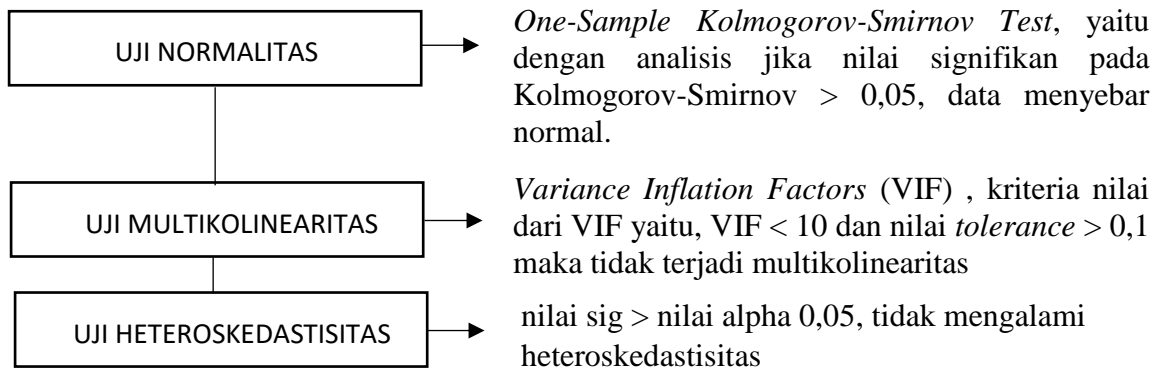 UJI NORMALITAS
One-Sample Kolmogorov-Smirnov Test, yaitu
dengan analisis jika nilai signifikan pada
Kolmogorov-Smirnov > 0,05, data menyebar
normal.
UJI MULTIKOLINEARITAS
Variance Inflation Factors (VIF) , kriteria nilai
dari VIF yaitu, VIF < 10 dan nilai tolerance > 0,1
maka tidak terjadi multikolinearitas
UJI HETEROSKEDASTISITAS
nilai sig > nilai alpha 0,05, tidak mengalami
heteroskedastisitas